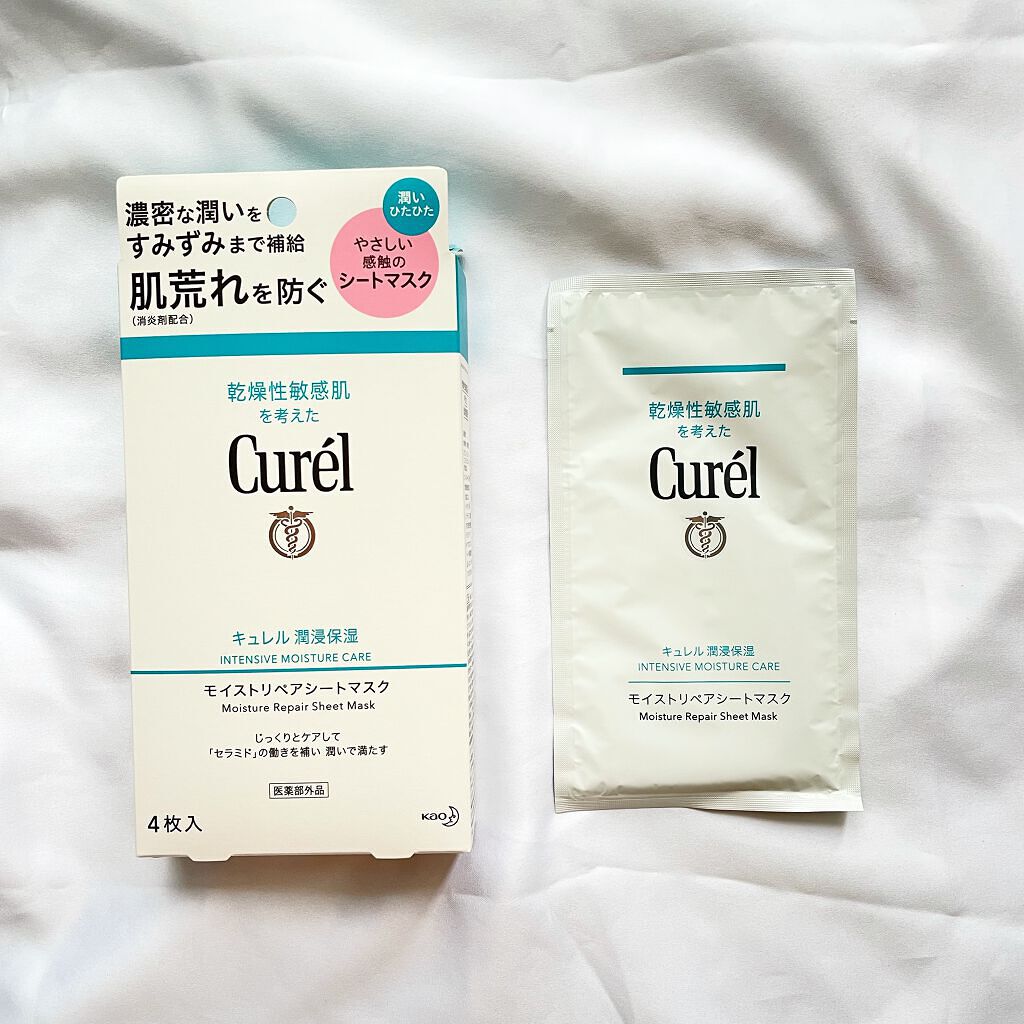 濃密な潤いを
すみずみまで補給
肌荒れを防ぐ
(消炎剤配合)
潤い
ひたひた
やさしい
感触の
シートマスク
乾燥性敏感肌
を考えた
Curél
キュレル 潤浸保湿
INTENSIVE MOISTURE CARE
モイストリペアシートマスク
Moisture Repair Sheet Mask
じっくりとケアして
「セラミド」の働きを補い 潤いで満たす
医薬部外品
4枚入
Kao
乾燥性敏感肌
を考えた
Curél
キュレル 潤浸保湿
INTENSIVE MOISTURE CARE
モイストリペアシートマスク
Moisture Repair Sheet Mask